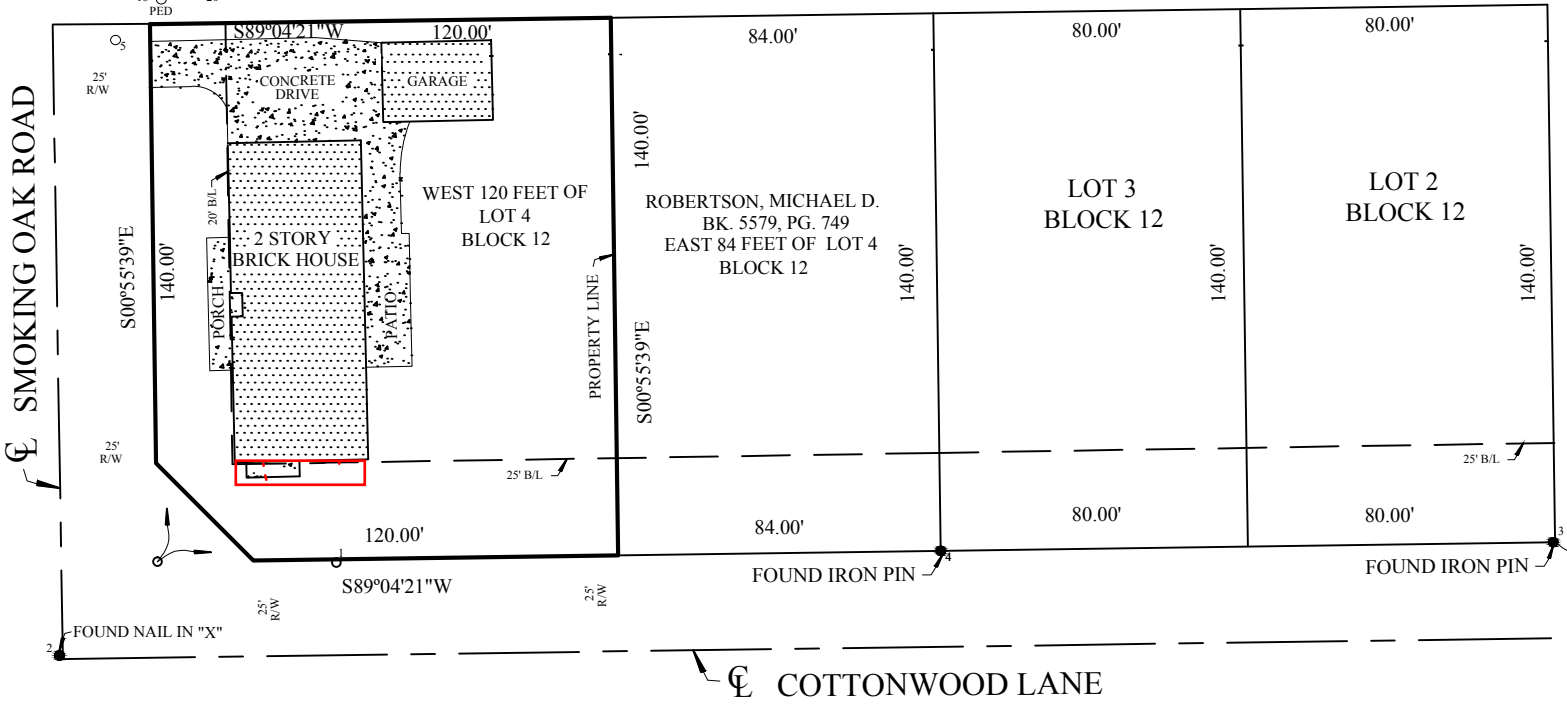 PED
S89°04'21"W
120.00'
84.00'
80.00'
80.00'
5
25'
R/W
CONCRETE
DRIVE
GARAGE
140.00'
SMOKING OAK ROAD
20' B/L
WEST 120 FEET OF
LOT 4
BLOCK 12
ROBERTSON, MICHAEL D.
BK. 5579, PG. 749
EAST 84 FEET OF LOT 4
BLOCK 12
LOT 3
BLOCK 12
LOT 2
BLOCK 12
S00°55'39"E
140.00'
2 STORY
BRICK HOUSE
PORCH
PATIO
PROPERTY LINE
S00°55'39"E
140.00'
140.00'
140.00'
25'
R/W
℄
25' B/L
25' B/L
120.00'
84.00'
80.00'
80.00'
S89°04'21"W
25'
R/W
25'
R/W
4
FOUND IRON PIN
3
FOUND IRON PIN
2
FOUND NAIL IN "X"
℄ COTTONWOOD LANE